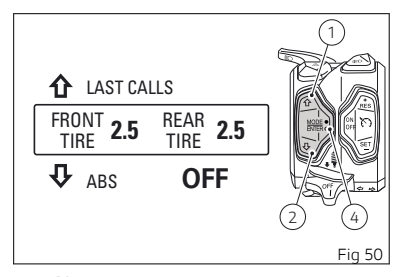 1
LAST CALLS
FRONT TIRE 2.5 REAR TIRE 2.5
ABS OFF
MODE
ENTER
RES
ON
OFF
SET
OFF
2
4
Fig 50